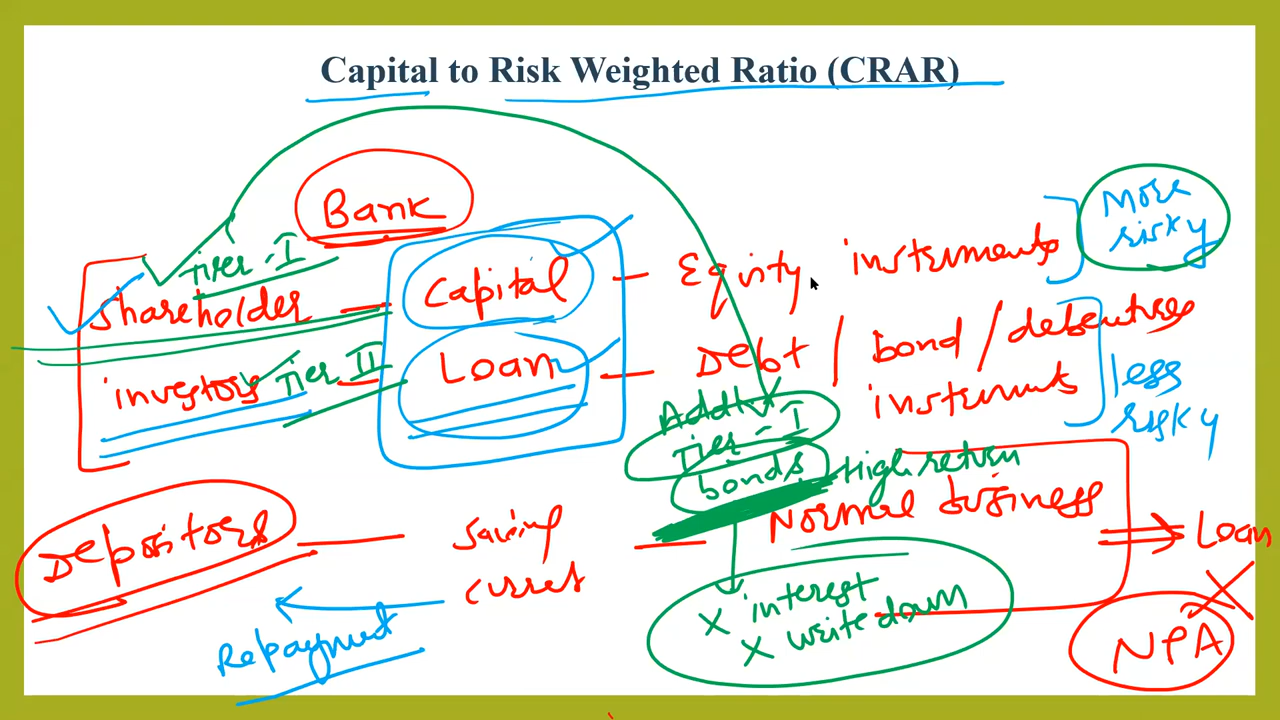 Capital to Risk Weighted Ratio (CRAR)
Bank
More risky
Tier - I
Shareholder
Capital - Equity instruments
investors Tier II
Loan - Debt / bond / debentures
instruments
less
risky
Addl
Tier - I
bonds
High return
Depositors
saving
curret
Normal business
Loan
Repayment
X interest
X write down
NPA